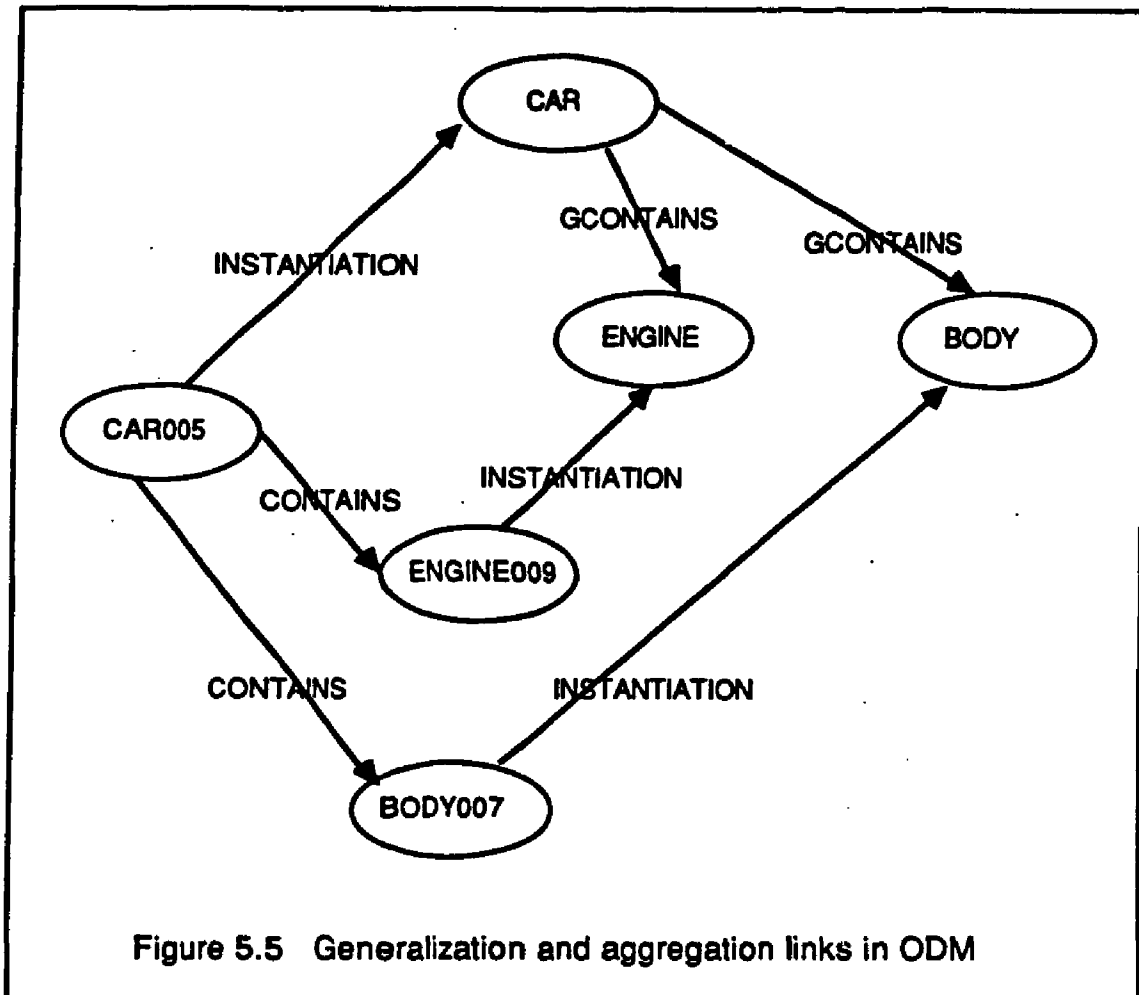 CAR
GCONTAINS
GCONTAINS
INSTANTIATION
ENGINE
BODY
CAR005
INSTANTIATION
CONTAINS
ENGINE009
CONTAINS
INSTANTIATION
BODY007
Figure 5.5 Generalization and aggregation links in ODM